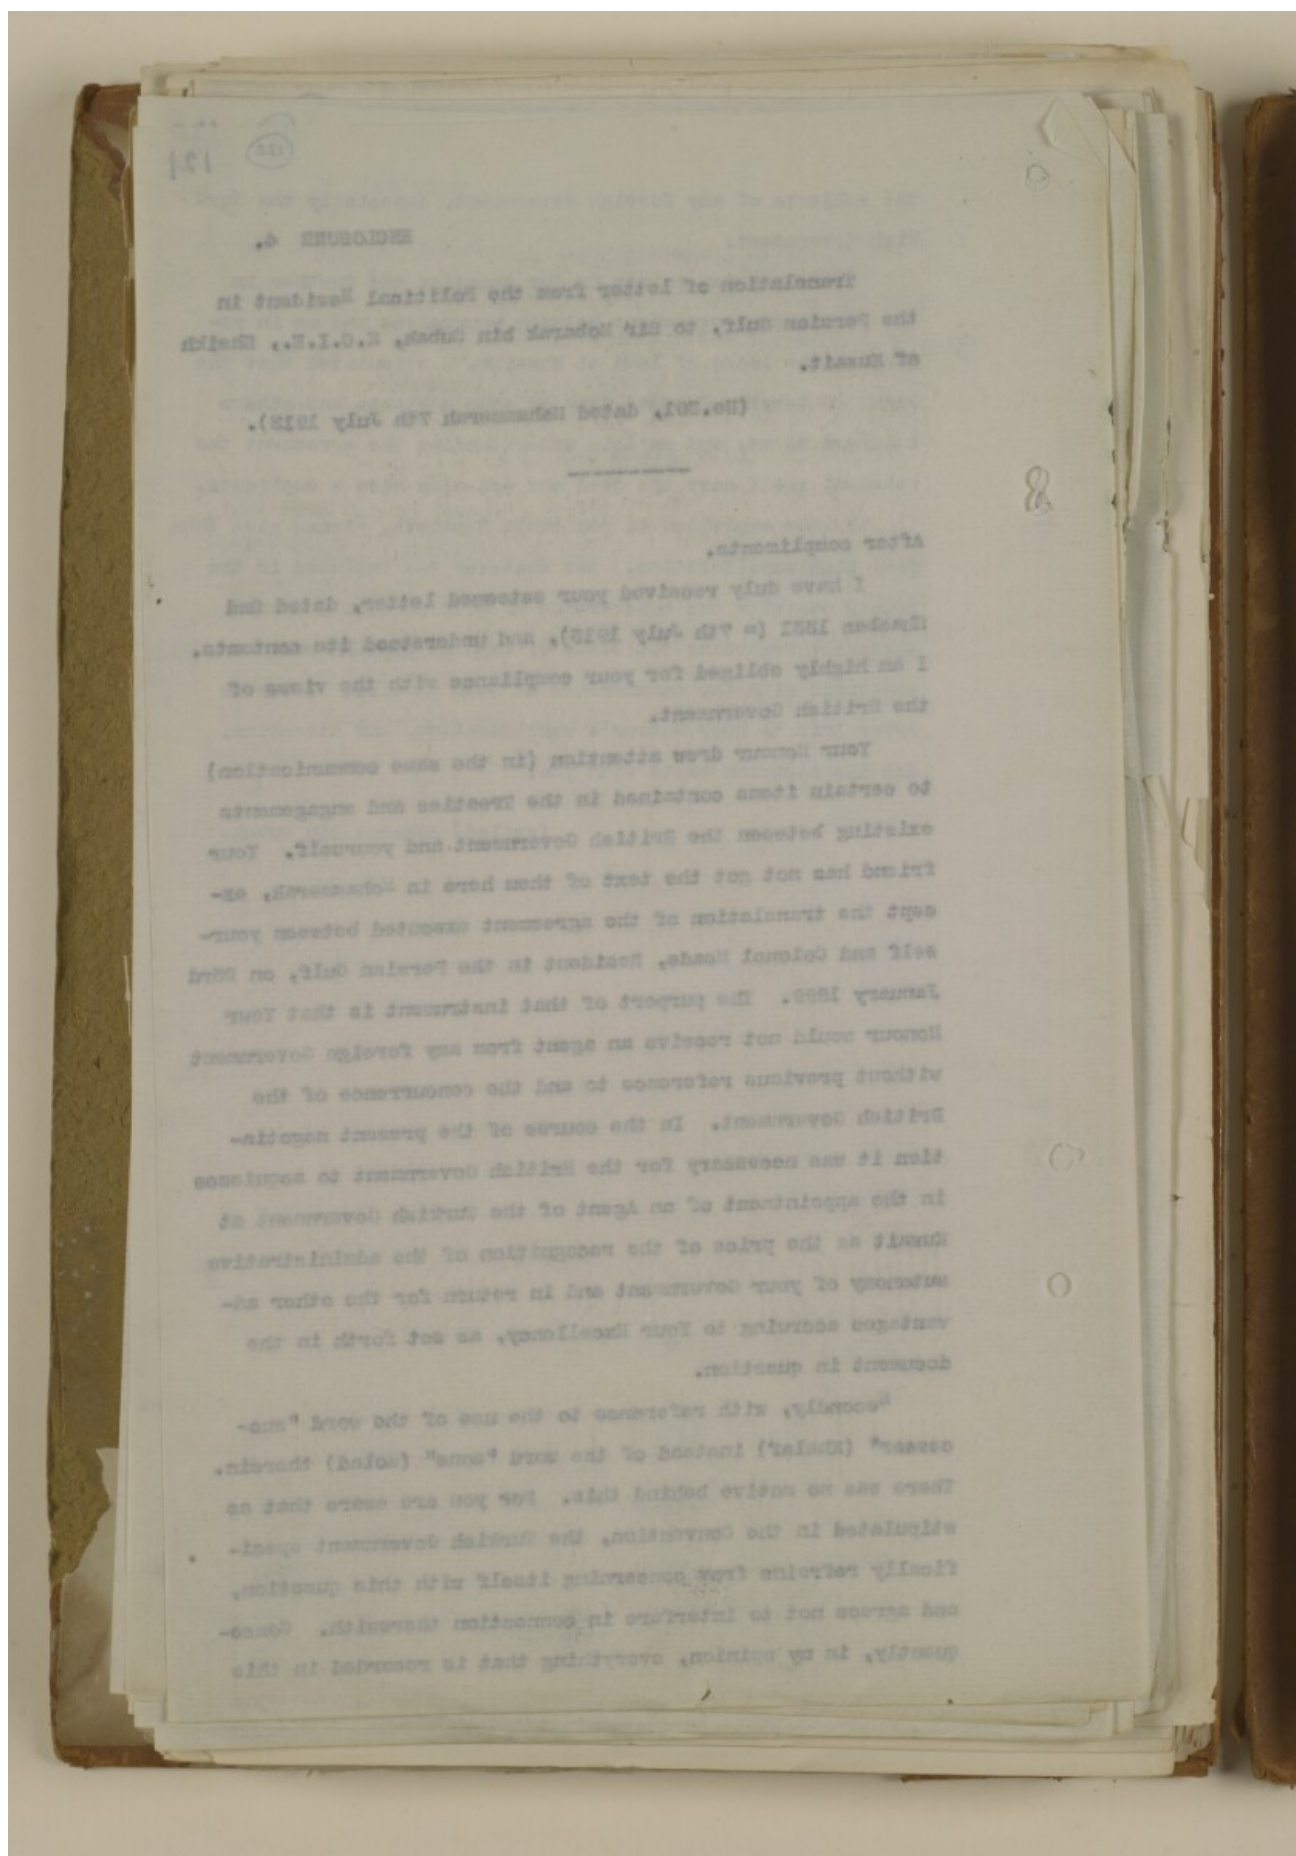 121
122
ENCLOSURE 4.
Translation of letter from the Political Resident in
the Persian Gulf, to Sir Mobarak bin Subah, K.C.I.E., Sheikh
of Kuwait.
(No.301, dated Mohammerah 7th July 1913).
After compliments.
I have duly received your esteemed letter, dated 2nd
Shaaban 1331 (= 7th July 1913), and understood its contents.
I am highly obliged for your compliance with the views of
the British Government.
Your Honour drew attention (in the same communication)
to certain items contained in the Treaties and engagements
existing between the British Government and yourself. Your
friend has not got the text of them here in Mohammerah, ex-
cept the translation of the agreement executed between your-
self and Colonel Meade, Resident in the Persian Gulf, on 23rd
January 1899. The purport of that instrument is that Your
Honour would not receive an agent from any foreign Government
without previous reference to and the concurrence of the
British Government. In the course of the present negotia-
tion it was necessary for the British Government to acquiesce
in the appointment of an Agent of the Turkish Government at
Kuwait as the price of the recognition of the administrative
autonomy of your Government and in return for the other ad-
vantages accruing to Your Excellency, as set forth in the
document in question.
Secondly, with reference to the use of the word "suc-
cessor" (Khalaf) instead of the word "sons" (aolad) therein.
There was no motive behind this. For you are aware that as
stipulated in the Convention, the Turkish Government speci-
fically refrains from concerning itself with this question,
and agrees not to interfere in connection therewith. Conse-
quently, in my opinion, everything that is recorded in this